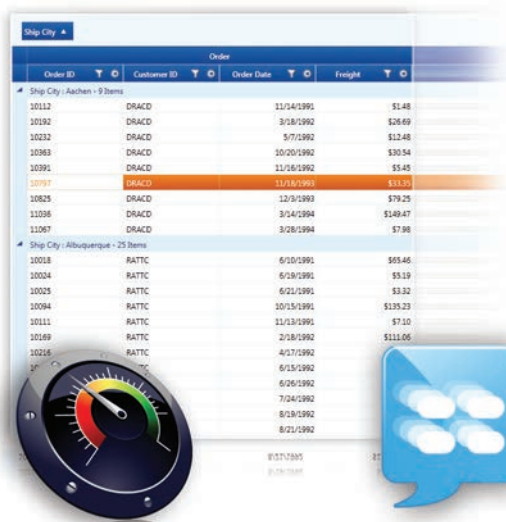 Ship City ▲
Order
Order ID Customer ID Order Date Freight
Ship City : Aachen - 9 Items
10112 DRACD 11/14/1991 $1.48
10192 DRACD 3/18/1992 $26.69
10232 DRACD 5/7/1992 $12.48
10363 DRACD 10/20/1992 $30.54
10391 DRACD 11/16/1992 $5.45
10797 DRACD 11/18/1993 $33.35
10825 DRACD 12/3/1993 $79.25
11036 DRACD 3/14/1994 $149.47
11067 DRACD 3/28/1994 $7.98
Ship City : Albuquerque - 25 Items
10018 RATTC 6/10/1991 $65.46
10024 RATTC 6/19/1991 $5.19
10025 RATTC 6/21/1991 $3.32
10094 RATTC 10/15/1991 $135.23
10111 RATTC 11/13/1991 $7.10
10169 RATTC 2/18/1992 $111.06
10216 RATTC 4/17/1992
RATTC 6/15/1992
RATTC 6/26/1992
7/24/1992
8/19/1992
8/21/1992